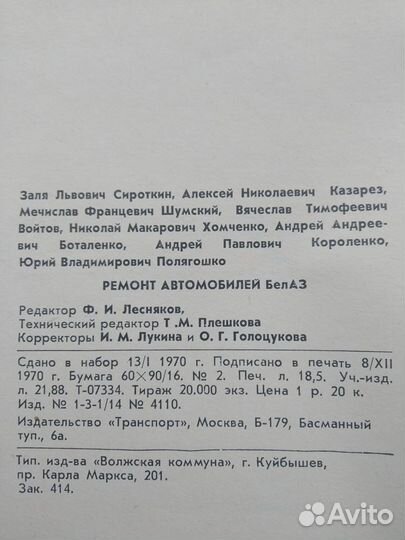 Заля Львович Сироткин, Алексей Николаевич Казарез,
Мечислав Францевич Шумский, Вячеслав Тимофеевич
Войтов, Николай Макарович Хомченко, Андрей Андрее-
вич Боталенко, Андрей Павлович Короленко,
Юрий Владимирович Полягошко
РЕМОНТ АВТОМОБИЛЕЙ БелАЗ
Редактор Ф. И. Лесняков,
Технический редактор Т .М. Плешкова
Корректоры И. М. Лукина и О. Г. Голоцукова
Сдано в набор 13/I 1970 г. Подписано в печать 8/XII
1970 г. Бумага 60×90/16. № 2. Печ. л. 18,5. Уч.-изд.
л. 21,88. Т-07334. Тираж 20.000 экз. Цена 1 р. 20 к.
Изд. № 1-3-1/14 № 4110.
Издательство «Транспорт», Москва, Б-179, Басманный
туп., 6а.
Тип. изд-ва «Волжская коммуна», г. Куйбышев,
пр. Карла Маркса, 201.
Зак. 414.
Avito